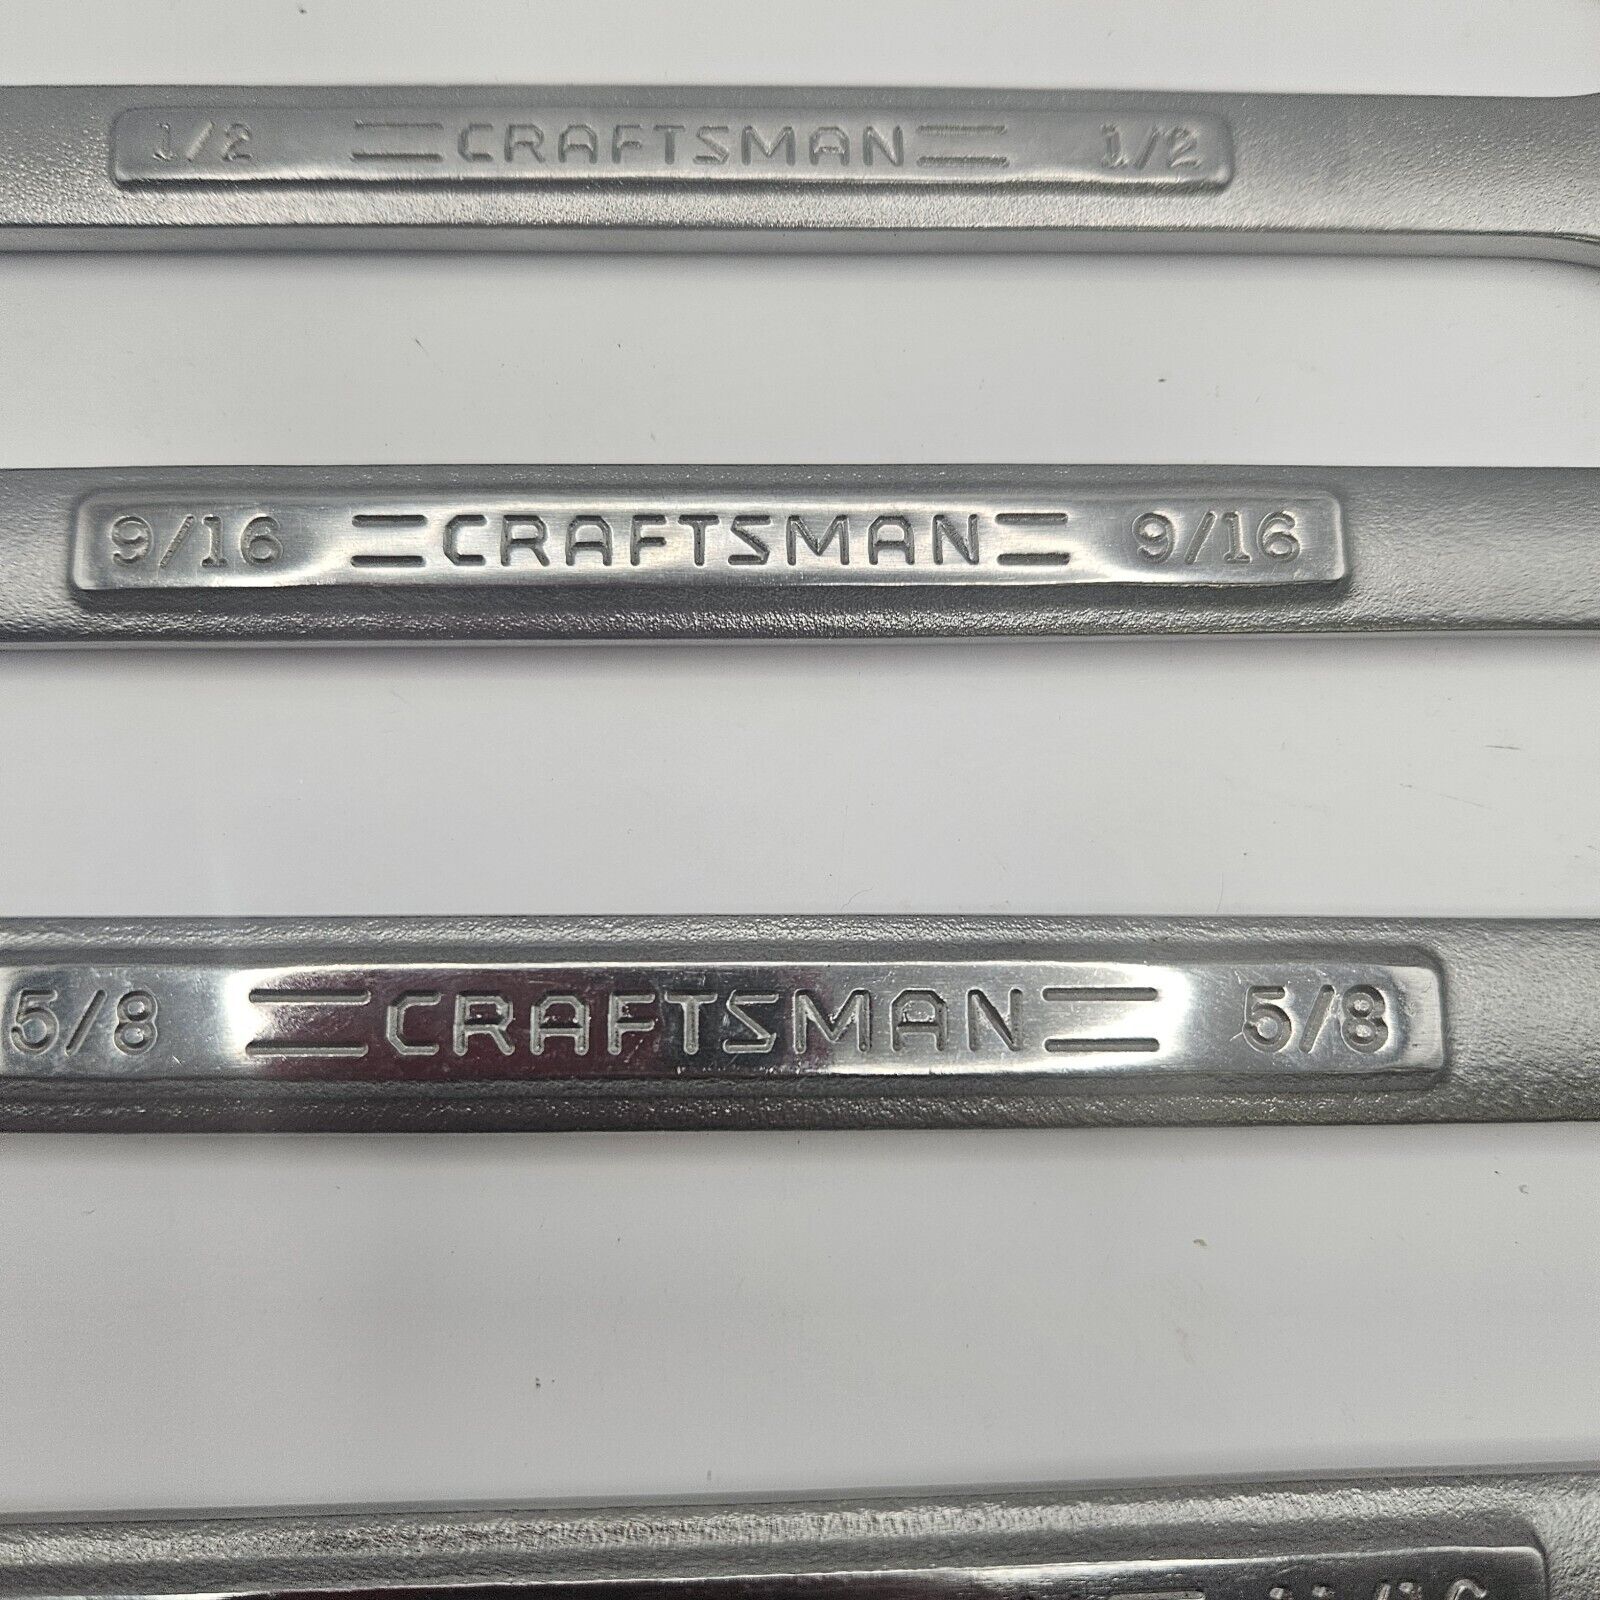 1/2 CRAFTSMAN 1/2
9/16 CRAFTSMAN 9/16
5/8 CRAFTSMAN 5/8